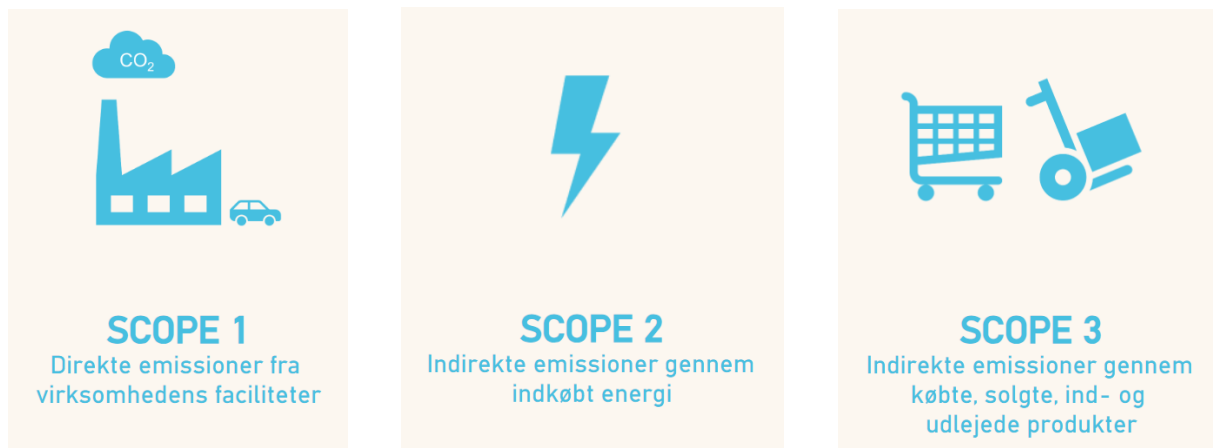 CO₂
SCOPE 1
Direkte emissioner fra
virksomhedens faciliteter
SCOPE 2
Indirekte emissioner gennem
indkøbt energi
SCOPE 3
Indirekte emissioner gennem
købte, solgte, ind- og
udlejede produkter